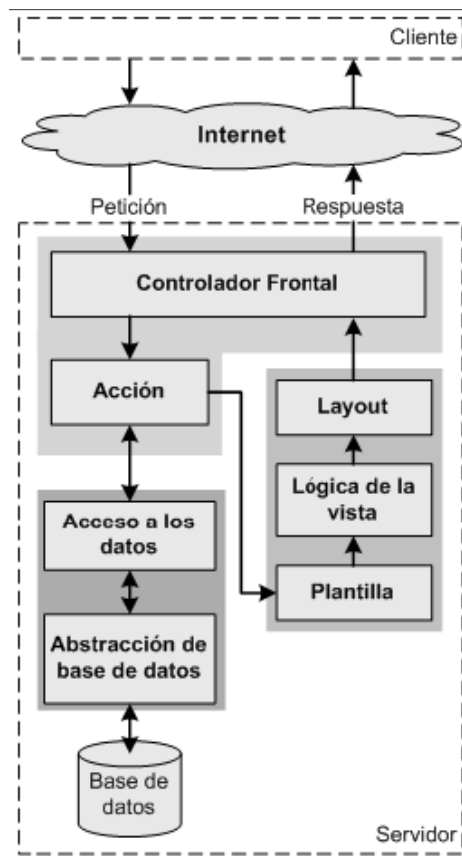 Cliente
Internet
Petición
Respuesta
Controlador Frontal
Acción
Layout
Lógica de la
vista
Plantilla
Acceso a los
datos
Abstracción de
base de datos
Base de
datos
Servidor